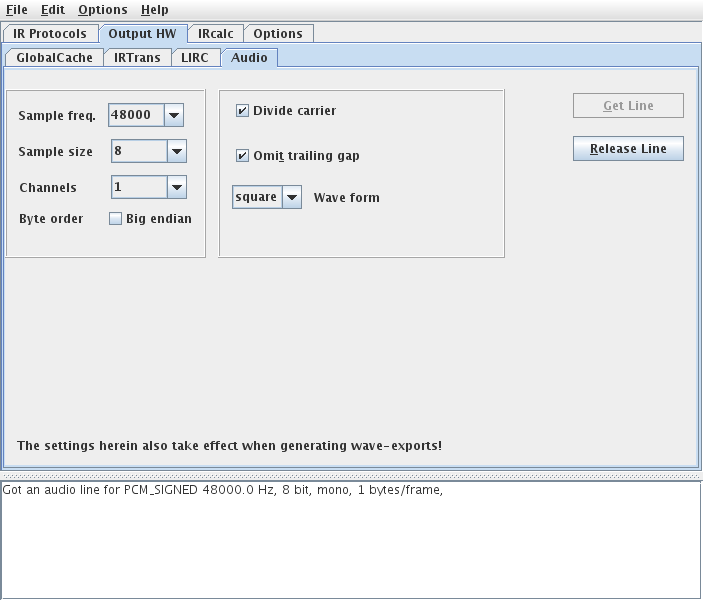 File Edit Options Help
IR Protocols Output HW IRcalc Options
GlobalCache IRTrans LIRC Audio
Sample freq. 48000
Sample size 8
Channels 1
Byte order Big endian
Divide carrier
Omit trailing gap
square Wave form
Get Line
Release Line
The settings herein also take effect when generating wave-exports!
Got an audio line for PCM_SIGNED 48000.0 Hz, 8 bit, mono, 1 bytes/frame,